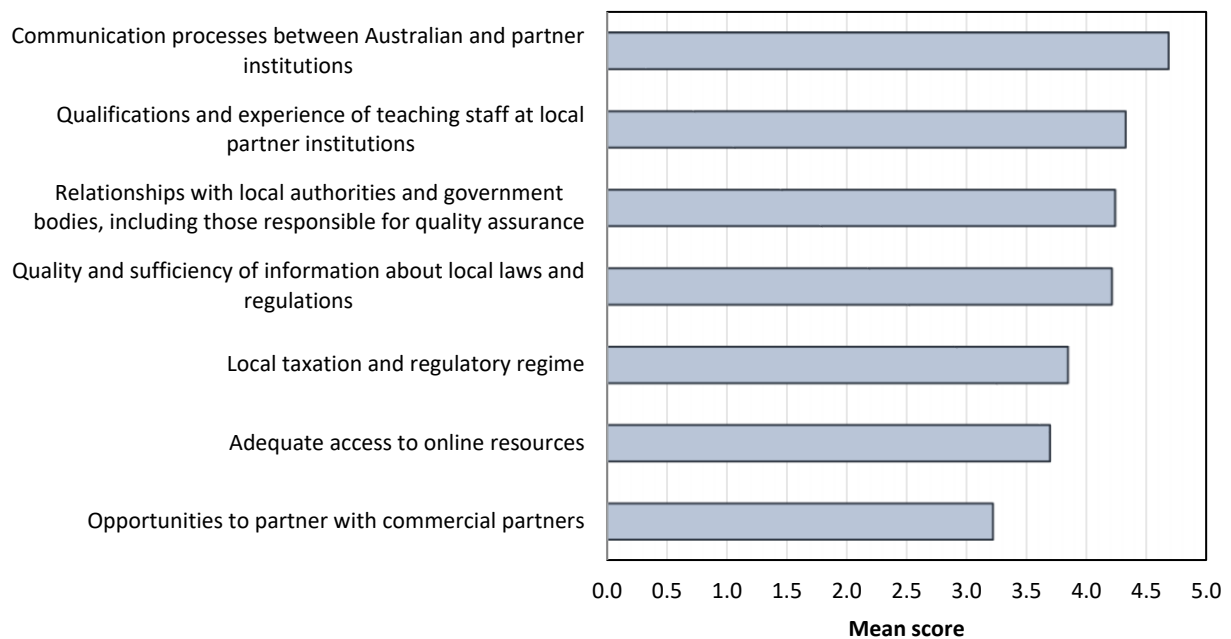 Communication processes between Australian and partner
institutions
Qualifications and experience of teaching staff at local
partner institutions
Relationships with local authorities and government
bodies, including those responsible for quality assurance
Quality and sufficiency of information about local laws and
regulations
Local taxation and regulatory regime
Adequate access to online resources
Opportunities to partner with commercial partners
0.0 0.5 1.0 1.5 2.0 2.5 3.0 3.5 4.0 4.5 5.0
Mean score